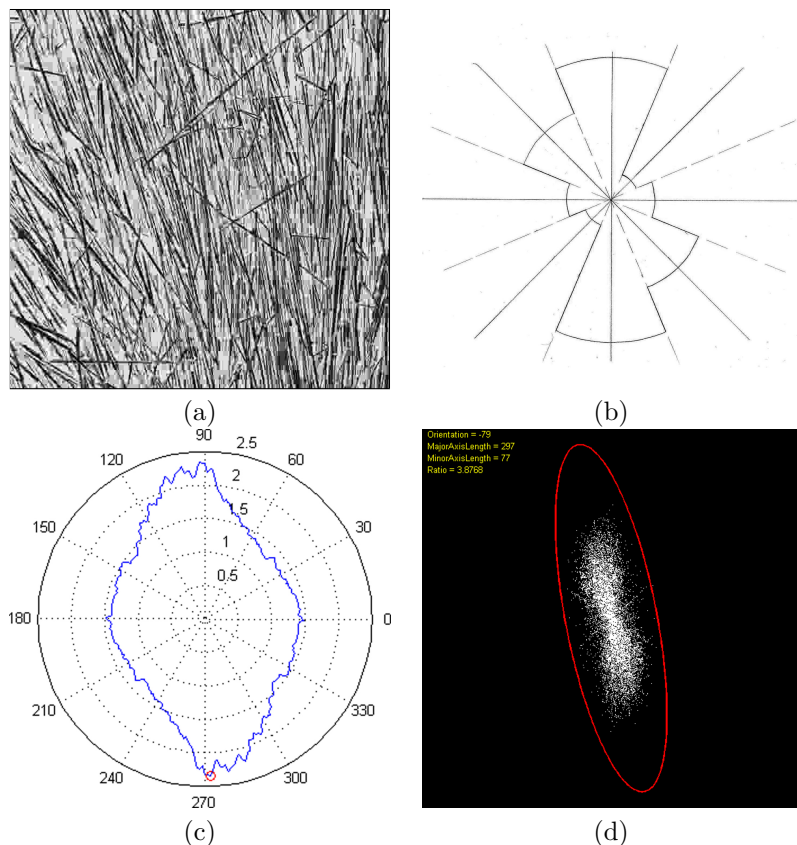 (a)
(b)
90
120
60
2.5
2
150
1.5
30
1
0.5
180
0
210
330
240
300
270
(c)
Orientation = -79
MajorAxisLength = 297
MinorAxisLength = 77
Ratio = 3.8768
(d)